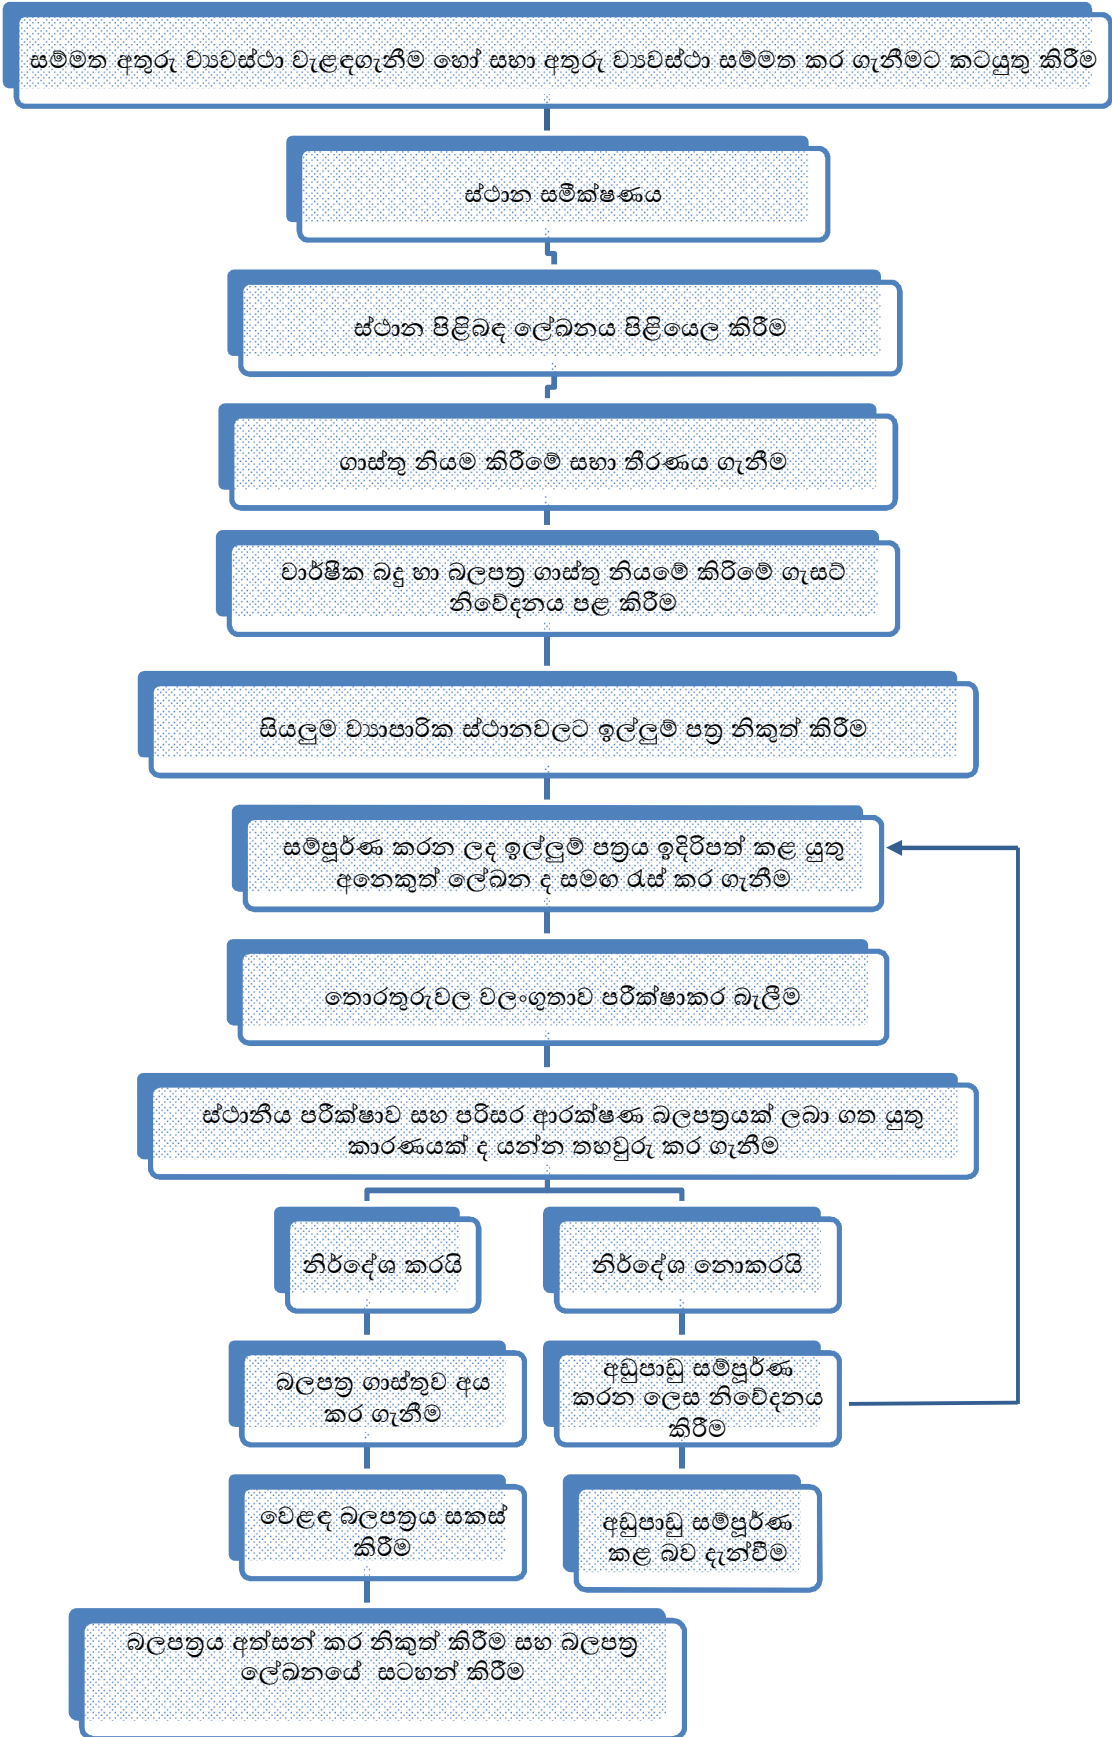 සම්මත අතුරු ව්‍යවස්ථා වැළඳගැනීම හෝ සභා අතුරු ව්‍යවස්ථා සම්මත කර ගැනීමට කටයුතු කිරීම
ස්ථාන සමීක්ෂණය
ස්ථාන පිළිබඳ ලේඛනය පිළියෙල කිරීම
ගාස්තු නියම කිරීමේ සභා තීරණය ගැනීම
වාර්ෂික බදු හා බලපත්‍ර ගාස්තු නියමේ කිරිමේ ගැසට්
නිවේදනය පළ කිරීම
සියලුම ව්‍යාපාරික ස්ථානවලට ඉල්ලුම් පත්‍ර නිකුත් කිරීම
සම්පූර්ණ කරන ලද ඉල්ලුම් පත්‍රය ඉදිරිපත් කළ යුතු
අනෙකුත් ලේඛන ද සමඟ රැස් කර ගැනීම
තොරතුරුවල වලංගුතාව පරීක්ෂාකර බැලීම
ස්ථානීය පරීක්ෂාව සහ පරිසර ආරක්ෂණ බලපත්‍රයක් ලබා ගත යුතු
කාරණයක් ද යන්න තහවුරු කර ගැනීම
නිර්දේශ කරයි
නිර්දේශ නොකරයි
බලපත්‍ර ගාස්තුව අය
කර ගැනීම
අඩුපාඩු සම්පූර්ණ
කරන ලෙස නිවේදනය
කිරීම
වෙළඳ බලපත්‍රය සකස්
කිරීම
අඩුපාඩු සම්පූර්ණ
කළ බව දැන්වීම
බලපත්‍රය අත්සන් කර නිකුත් කිරීම සහ බලපත්‍ර
ලේඛනයේ සටහන් කිරීම